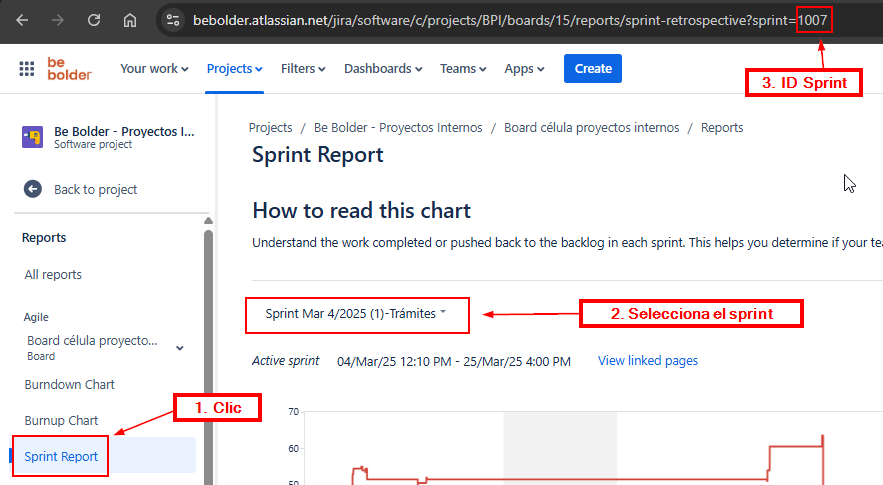 bebolder.atlassian.net/jira/software/c/projects/BPI/boards/15/reports/sprint-retrospective?sprint=1007
be bolder
Your work
Projects
Filters
Dashboards
Teams
Apps
Create
3. ID Sprint
Be Bolder - Proyectos I...
Software project
Back to project
Reports
All reports
Agile
Board célula proyecto...
Board
Burndown Chart
Burnup Chart
Sprint Report
1. Clic
Projects / Be Bolder - Proyectos Internos / Board célula proyectos internos / Reports
Sprint Report
How to read this chart
Understand the work completed or pushed back to the backlog in each sprint. This helps you determine if your te
Sprint Mar 4/2025 (1)-Trámites
2. Selecciona el sprint
Active sprint 04/Mar/25 12:10 PM - 25/Mar/25 4:00 PM View linked pages
70
60
50